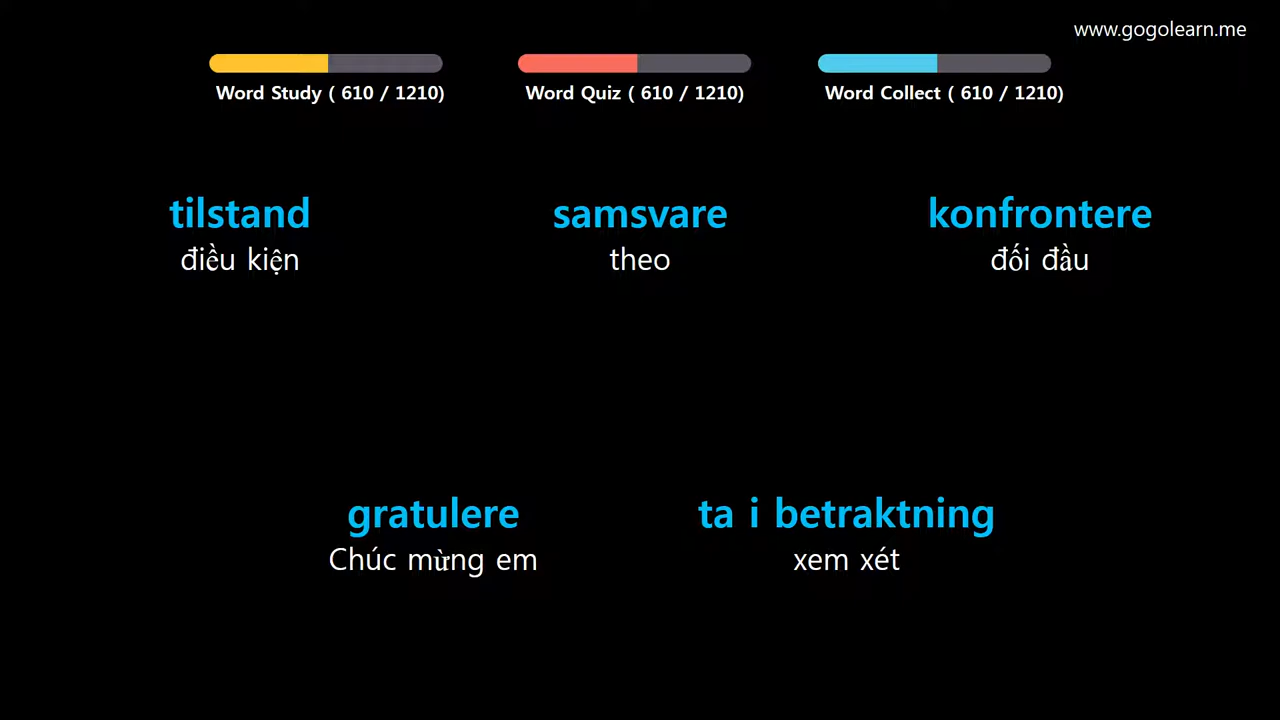 www.gogolearn.me
Word Study ( 610 / 1210)
Word Quiz ( 610 / 1210)
Word Collect ( 610 / 1210)
tilstand
điều kiện
samsvare
theo
konfrontere
đối đầu
gratulere
Chúc mừng em
ta i betraktning
xem xét